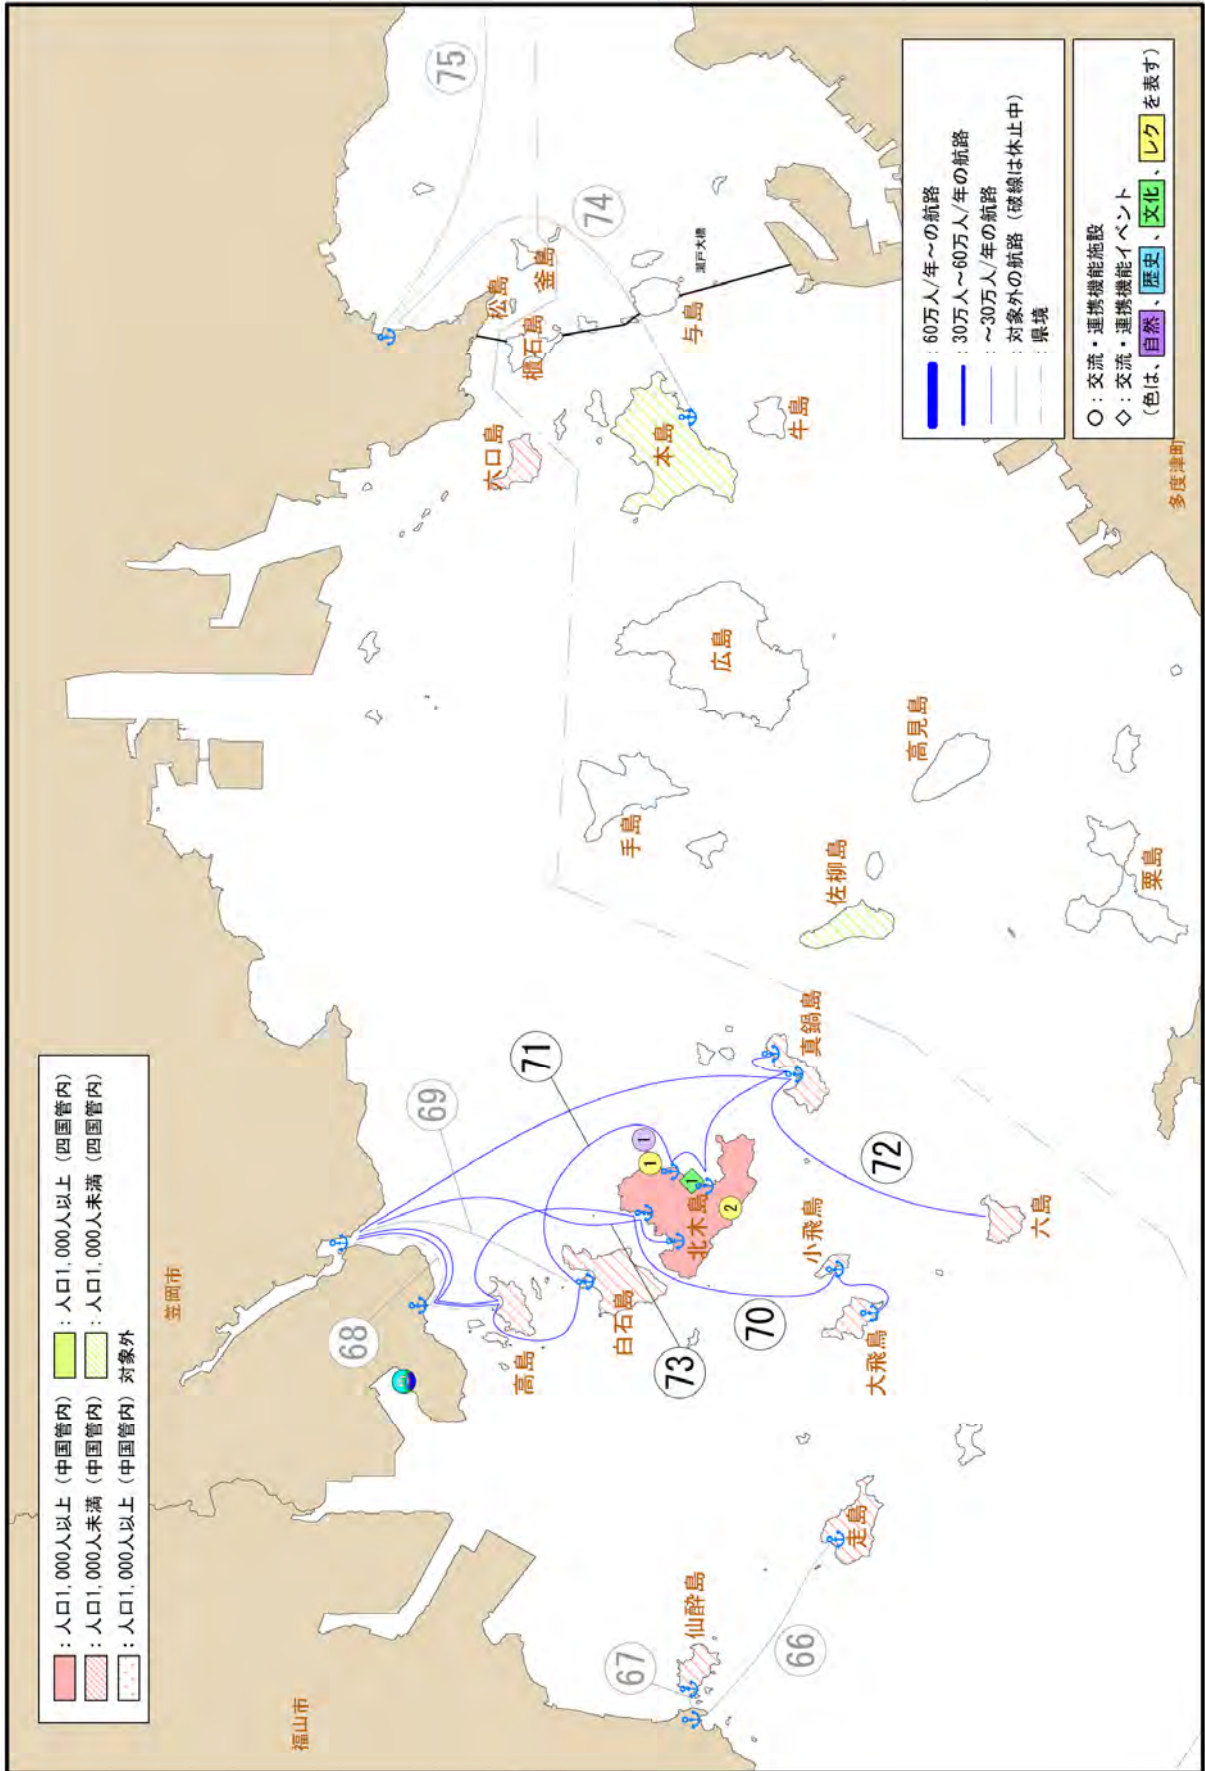 ：人口1,000人以上（中国管内）
：人口1,000人以上（四国管内）
：人口1,000人未満（中国管内）
：人口1,000人未満（四国管内）
：人口1,000人以上（中国管内）対象外
福山市
笠岡市
75
74
松島
釜島
櫃石島
六口島
与島
瀬戸大橋
本島
牛島
広島
手島
高見島
佐柳島
粟島
多度津町
71
69
68
高島
白石島
73
70
北木島
1
1
1
2
真鍋島
72
小飛島
大飛島
六島
67
仙酔島
66
走島
：60万人/年～の航路
：30万人～60万人/年の航路
：～30万人/年の航路
：対象外の航路（破線は休止中）
：県境
○：交流・連携機能施設
◇：交流・連携機能イベント
（色は、自然、歴史、文化、レクを表す）